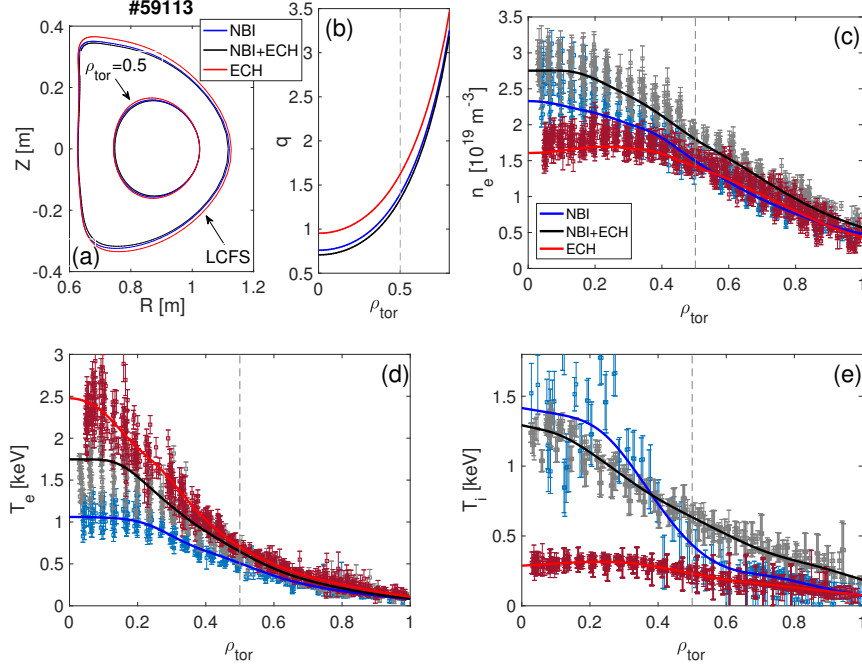 #59113
0.4
0.2
0
-0.2
-0.4
Z [m]
0.6
0.8
1
1.2
R [m]
ρtor=0.5
LCFS
(a)
NBI
NBI+ECH
ECH
(b)
3.5
3
2.5
2
1.5
1
0.5
q
0
0.5
ρtor
(c)
3.5
3
2.5
2
1.5
1
0.5
0
ne [10^19 m^-3]
NBI
NBI+ECH
ECH
0
0.2
0.4
0.6
0.8
1
ρtor
(d)
3
2.5
2
1.5
1
0.5
0
Te [keV]
0
0.2
0.4
0.6
0.8
1
ρtor
(e)
1.5
1
0.5
0
Ti [keV]
0
0.2
0.4
0.6
0.8
1
ρtor